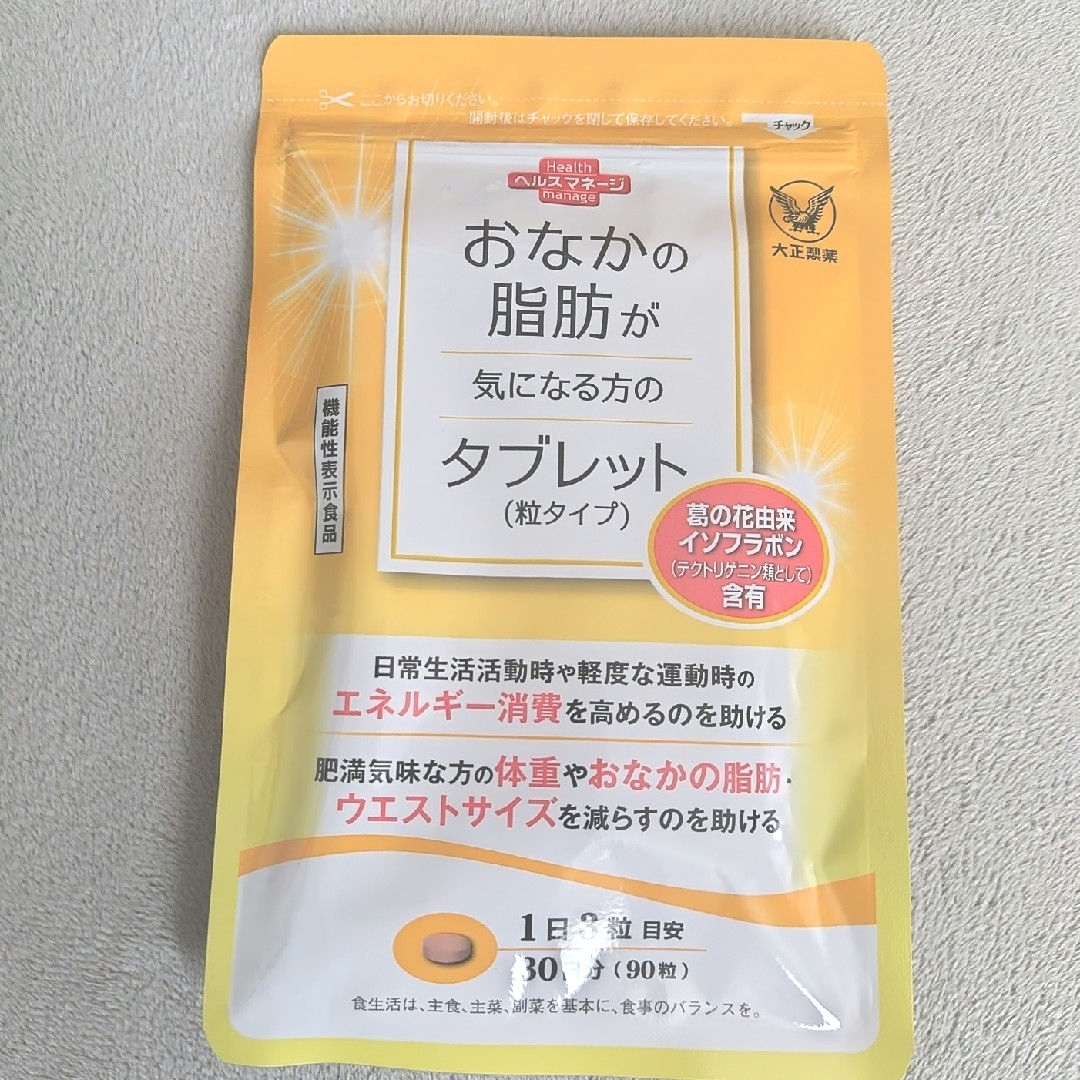 ここからお切りください。
開封後はチャックを閉じて保存してください。
チャック
Health
ヘルスマネージ
manage
大正製薬
おなかの
脂肪が
気になる方の
タブレット
(粒タイプ)
機能性表示食品
葛の花由来
イソフラボン
(テクトリゲニン類として)
含有
日常生活活動時や軽度な運動時の
エネルギー消費を高めるのを助ける
肥満気味な方の体重やおなかの脂肪・
ウエストサイズを減らすのを助ける
1日3粒 目安
30日分(90粒)
食生活は、主食、主菜、副菜を基本に、食事のバランスを。